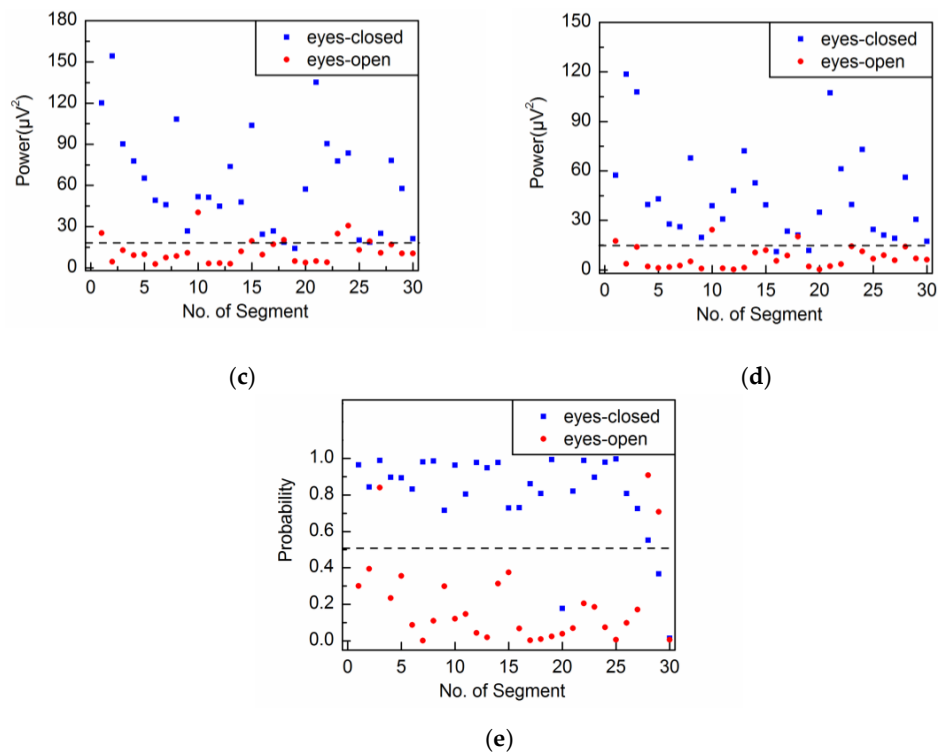 180
150
120
90
60
30
0
Power(μV²)
eyes-closed
eyes-open
0 5 10 15 20 25 30
No. of Segment
(c)
150
120
90
60
30
0
Power(μV²)
eyes-closed
eyes-open
0 5 10 15 20 25 30
No. of Segment
(d)
1.0
0.8
0.6
0.4
0.2
0.0
Probability
eyes-closed
eyes-open
0 5 10 15 20 25 30
No. of Segment
(e)